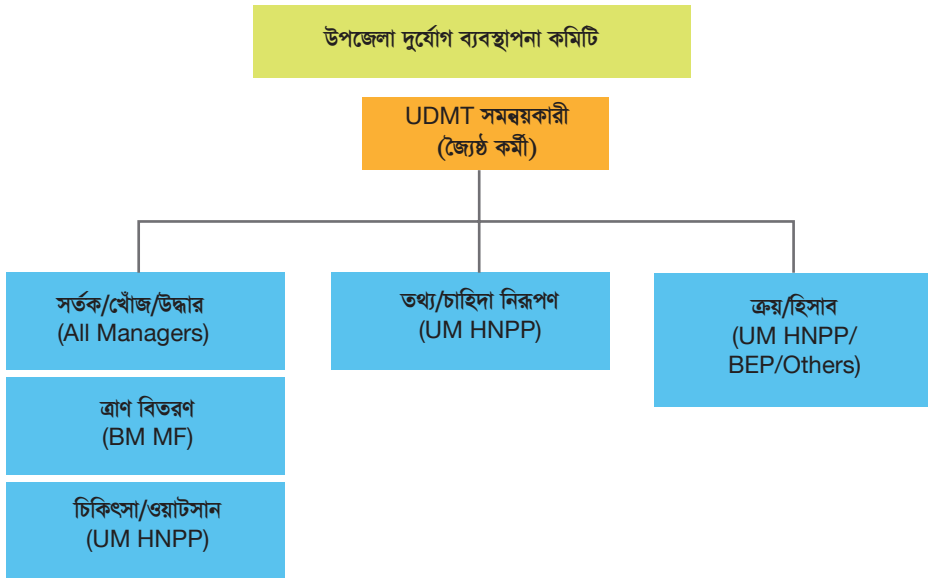 উপজেলা দুর্যোগ ব্যবস্থাপনা কমিটি
UDMT সমন্বয়কারী
(জ্যৈষ্ঠ কর্মী)
সর্তক/খোঁজ/উদ্ধার
(All Managers)
তথ্য/চাহিদা নিরূপণ
(UM HNPP)
ক্রয়/হিসাব
(UM HNPP/
BEP/Others)
ত্রাণ বিতরণ
(BM MF)
চিকিৎসা/ওয়াটসান
(UM HNPP)